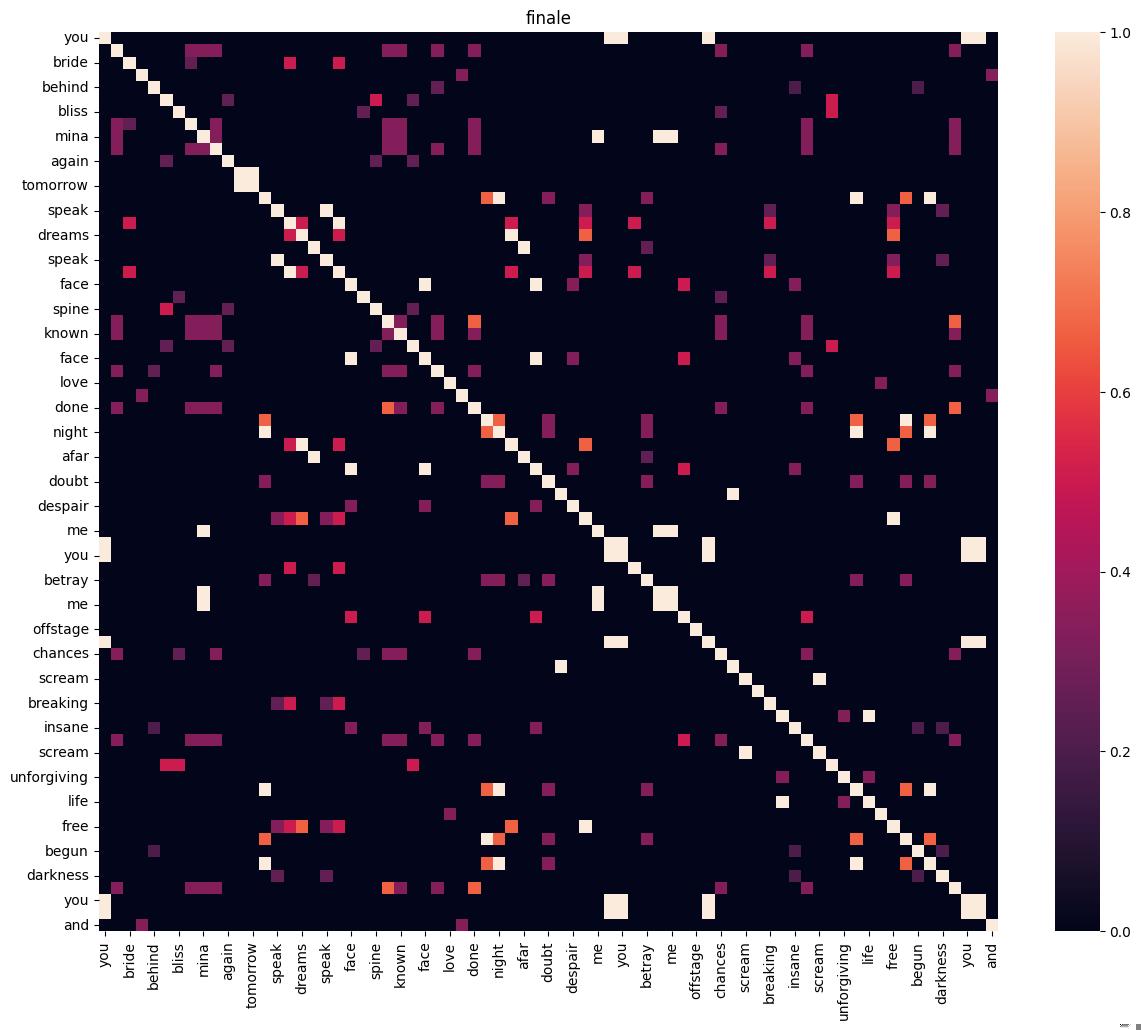 finale
you
bride
behind
bliss
mina
again
tomorrow
speak
dreams
speak
face
spine
known
face
love
done
night
afar
doubt
despair
me
you
betray
me
offstage
chances
scream
breaking
insane
scream
unforgiving
life
free
begun
darkness
you
and
you
bride
behind
bliss
mina
again
tomorrow
speak
dreams
speak
face
spine
known
face
love
done
night
afar
doubt
despair
me
you
betray
me
offstage
chances
scream
breaking
insane
scream
unforgiving
life
free
begun
darkness
you
and
1.0
0.8
0.6
0.4
0.2
0.0